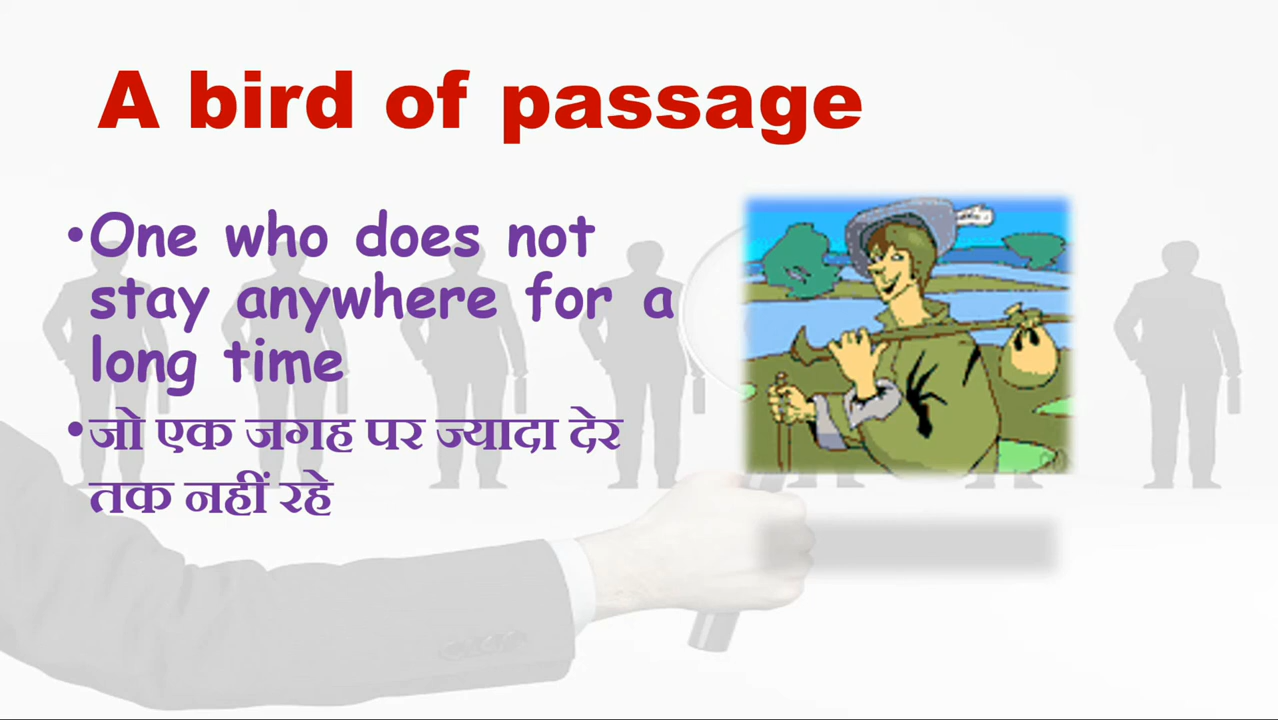 A bird of passage
•One who does not
stay anywhere for a
long time
•जो एक जगह पर ज्यादा देर
तक नहीं रहे